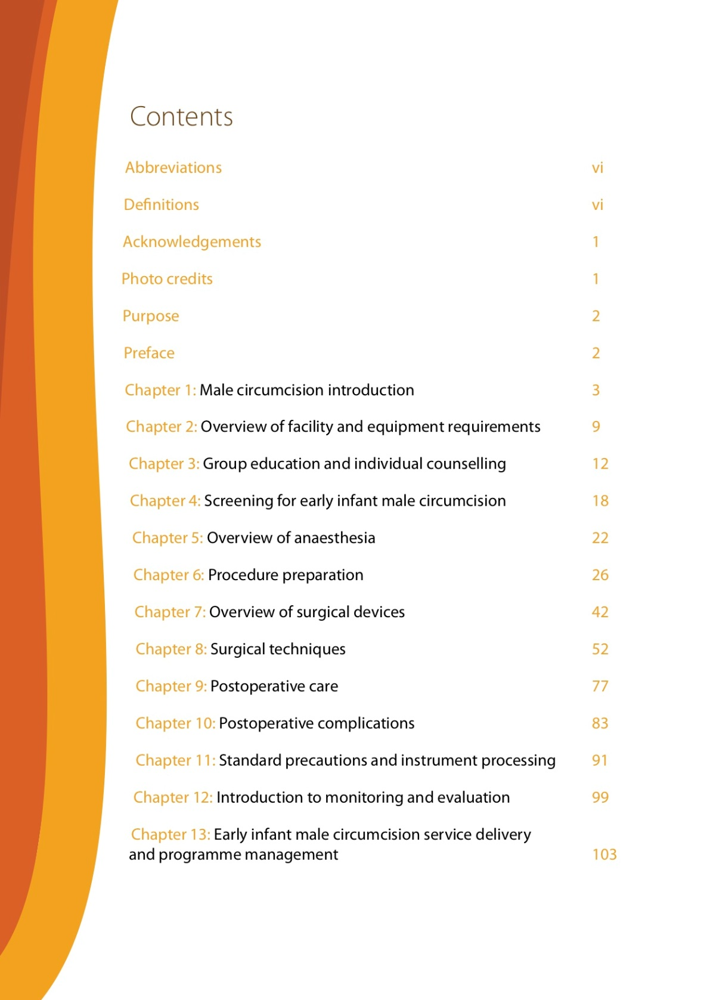 Contents
Abbreviations vi
Definitions vi
Acknowledgements 1
Photo credits 1
Purpose 2
Preface 2
Chapter 1: Male circumcision introduction 3
Chapter 2: Overview of facility and equipment requirements 9
Chapter 3: Group education and individual counselling 12
Chapter 4: Screening for early infant male circumcision 18
Chapter 5: Overview of anaesthesia 22
Chapter 6: Procedure preparation 26
Chapter 7: Overview of surgical devices 42
Chapter 8: Surgical techniques 52
Chapter 9: Postoperative care 77
Chapter 10: Postoperative complications 83
Chapter 11: Standard precautions and instrument processing 91
Chapter 12: Introduction to monitoring and evaluation 99
Chapter 13: Early infant male circumcision service delivery
and programme management 103